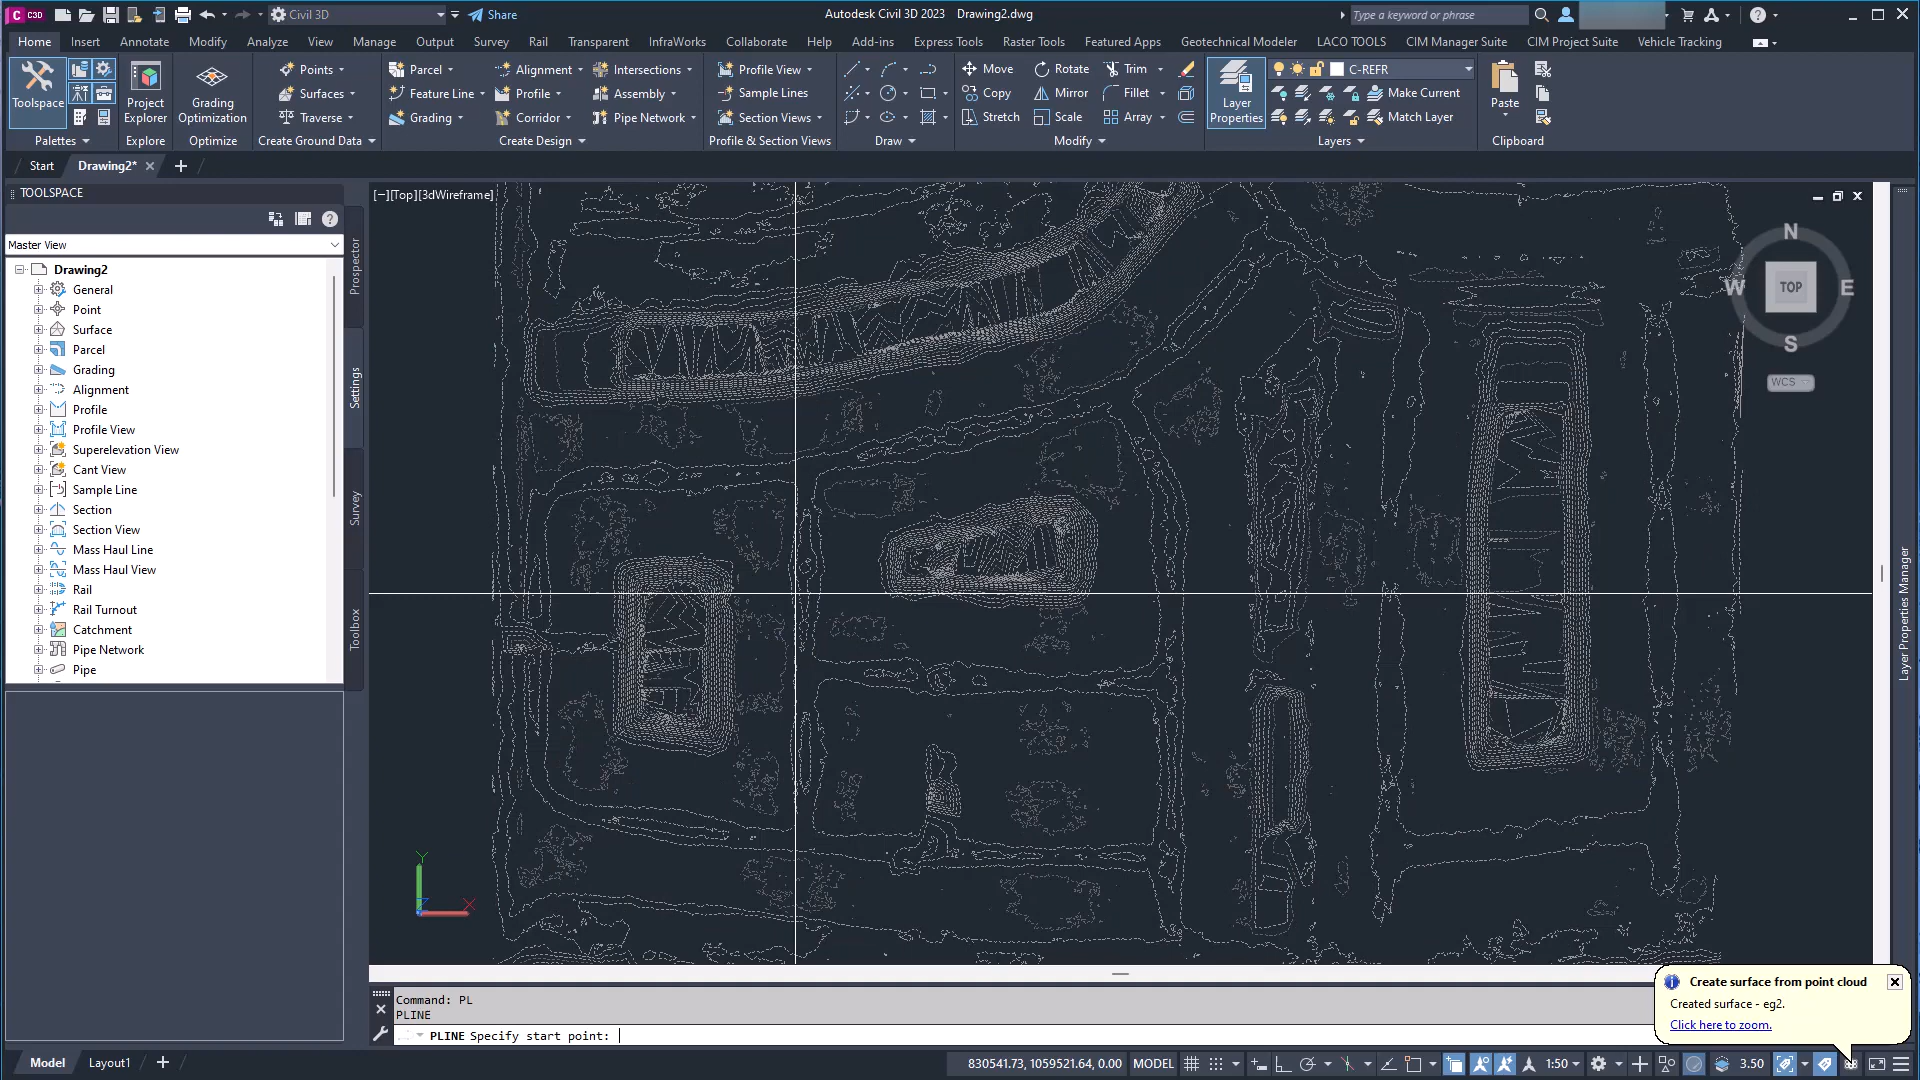 C3D Civil 3D Share Autodesk Civil 3D 2023 Drawing2.dwg Type a keyword or phrase
Home Insert Annotate Modify Analyze View Manage Output Survey Rail Transparent InfraWorks Collaborate Help Add-ins Express Tools Raster Tools Featured Apps Geotechnical Modeler LACO TOOLS CIM Manager Suite CIM Project Suite Vehicle Tracking
Points Parcel Alignment Intersections Profile View Move Rotate Trim C-REFR
Surfaces Feature Line Profile Assembly Sample Lines Copy Mirror Fillet Make Current
Toolspace Project Explorer Grading Optimization Layer Properties Paste
Traverse Grading Corridor Pipe Network Section Views Stretch Scale Array Match Layer
Palettes Explore Optimize Create Ground Data Create Design Profile & Section Views Draw Modify Layers Clipboard
Start Drawing2* 
TOOLSPACE
[−][Top][3dWireframe]
Master View
Drawing2
General
Point
Surface
Parcel
Grading
Alignment
Profile
Profile View
Superelevation View
Cant View
Sample Line
Section
Section View
Mass Haul Line
Mass Haul View
Rail
Rail Turnout
Catchment
Pipe Network
Pipe
Prospector
Settings
Survey
Toolbox
N
W TOP E
S
WCS
Layer Properties Manager
Y
X
Command: PL
PLINE
PLINE Specify start point:
Create surface from point cloud
Created surface - eg2.
Click here to zoom.
Model Layout1 830541.73, 1059521.64, 0.00 MODEL 1:50 3.50